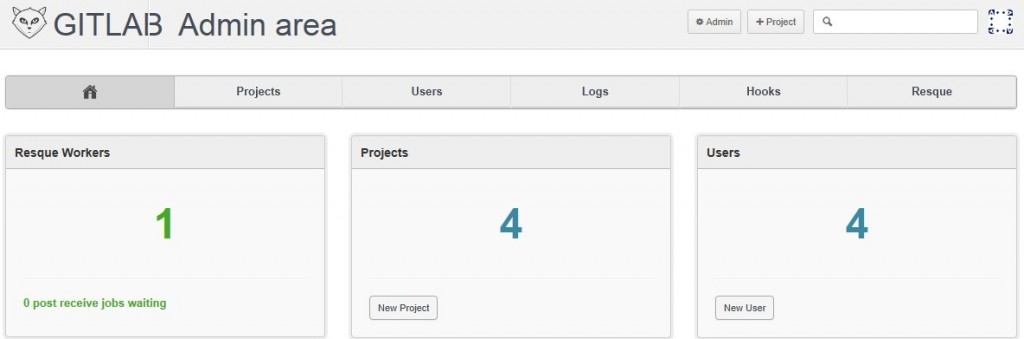 GITLAB Admin area
Admin
Project
Projects Users Logs Hooks Resque
Resque Workers
1
0 post receive jobs waiting
Projects
4
New Project
Users
4
New User